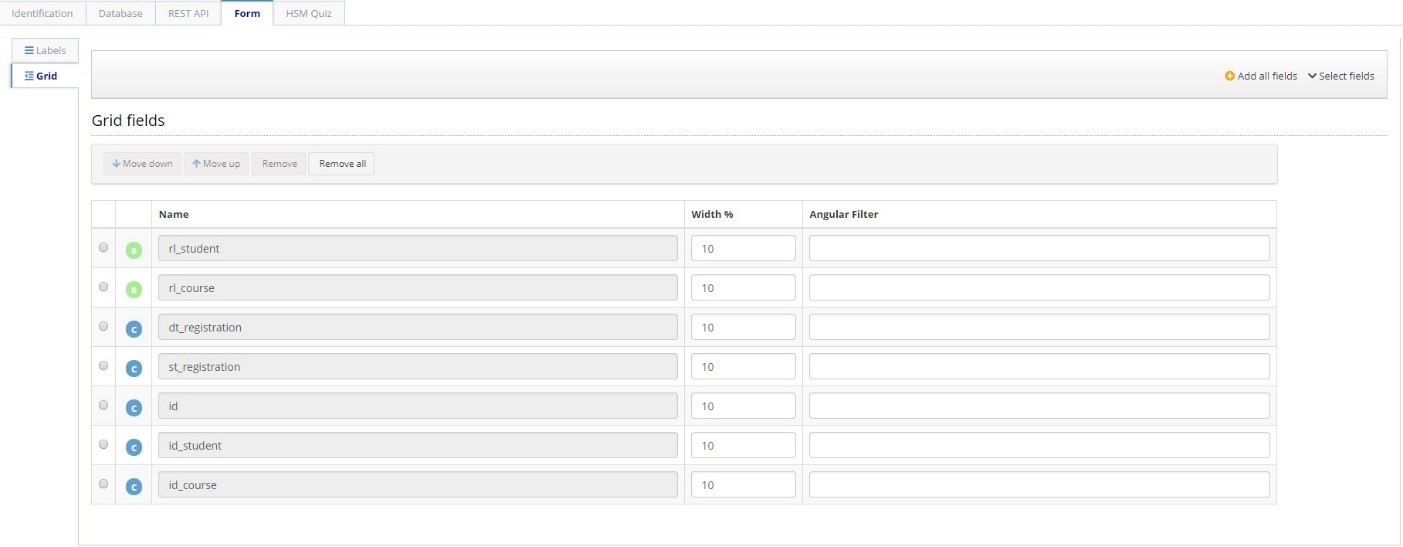 Identification Database REST API Form HSM Quiz
Labels
Grid
Add all fields Select fields
Grid fields
Move down Move up Remove Remove all
Name Width % Angular Filter
R rl_student 10
R rl_course 10
C dt_registration 10
C st_registration 10
C id 10
C id_student 10
C id_course 10